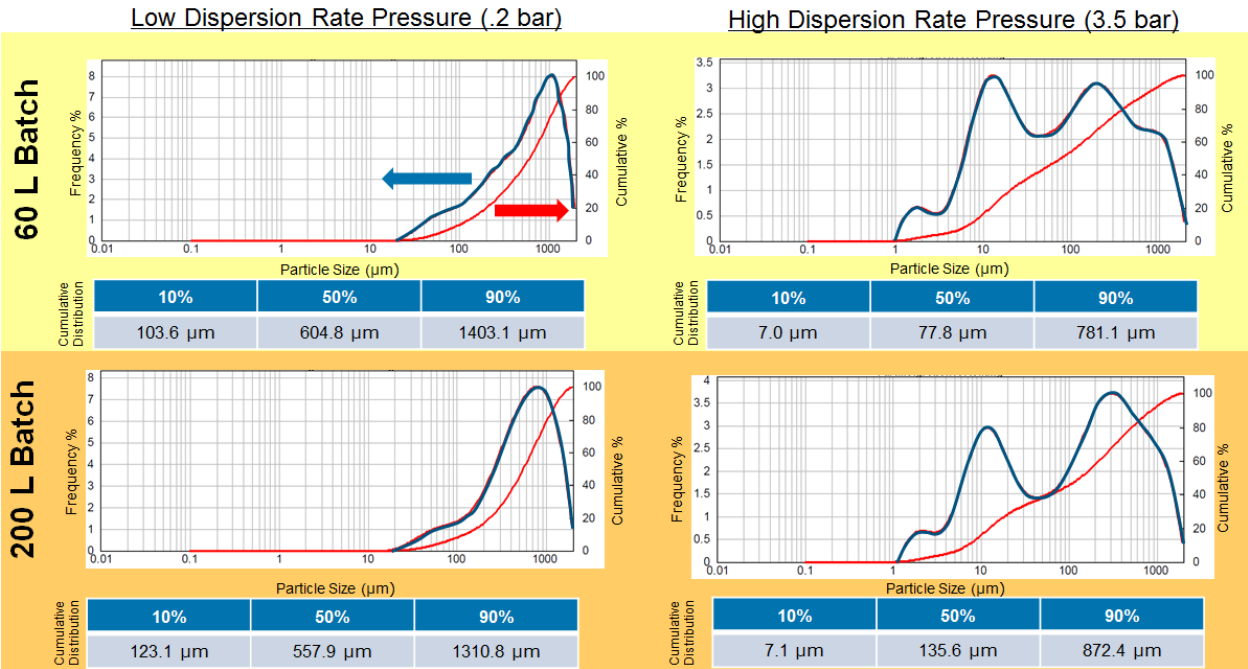 Low Dispersion Rate Pressure (.2 bar)
High Dispersion Rate Pressure (3.5 bar)
60 L Batch
Frequency %
8
7
6
5
4
3
2
1
0
0.01
0.1
1
10
100
1000
100
80
60
40
20
0
Cumulative %
Particle Size (µm)
Cumulative
Distribution
10% 50% 90%
103.6 µm 604.8 µm 1403.1 µm
Frequency %
3.5
3
2.5
2
1.5
1
0.5
0
0.01
0.1
1
10
100
1000
100
80
60
40
20
0
Cumulative %
Particle Size (µm)
Cumulative
Distribution
10% 50% 90%
7.0 µm 77.8 µm 781.1 µm
200 L Batch
Frequency %
8
7
6
5
4
3
2
1
0
0.01
0.1
1
10
100
1000
100
80
60
40
20
0
Cumulative %
Particle Size (µm)
Cumulative
Distribution
10% 50% 90%
123.1 µm 557.9 µm 1310.8 µm
Frequency %
4
3.5
3
2.5
2
1.5
1
0.5
0
0.01
0.1
1
10
100
1000
100
80
60
40
20
0
Cumulative %
Particle Size (µm)
Cumulative
Distribution
10% 50% 90%
7.1 µm 135.6 µm 872.4 µm